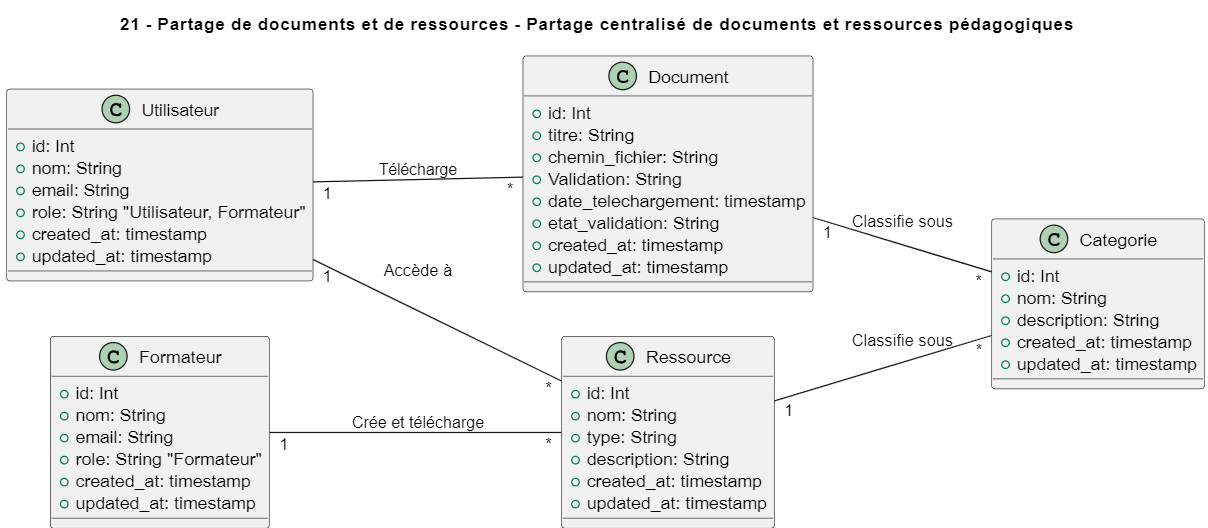 21 - Partage de documents et de ressources - Partage centralisé de documents et ressources pédagogiques
C Utilisateur
id: Int
nom: String
email: String
role: String "Utilisateur, Formateur"
created_at: timestamp
updated_at: timestamp
Télécharge
1
*
C Document
id: Int
titre: String
chemin_fichier: String
Validation: String
date_telechargement: timestamp
etat_validation: String
created_at: timestamp
updated_at: timestamp
Accède à
1
*
Classifie sous
1
*
C Categorie
id: Int
nom: String
description: String
created_at: timestamp
updated_at: timestamp
C Formateur
id: Int
nom: String
email: String
role: String "Formateur"
created_at: timestamp
updated_at: timestamp
Crée et télécharge
1
*
C Ressource
id: Int
nom: String
type: String
description: String
created_at: timestamp
updated_at: timestamp
Classifie sous
1
*